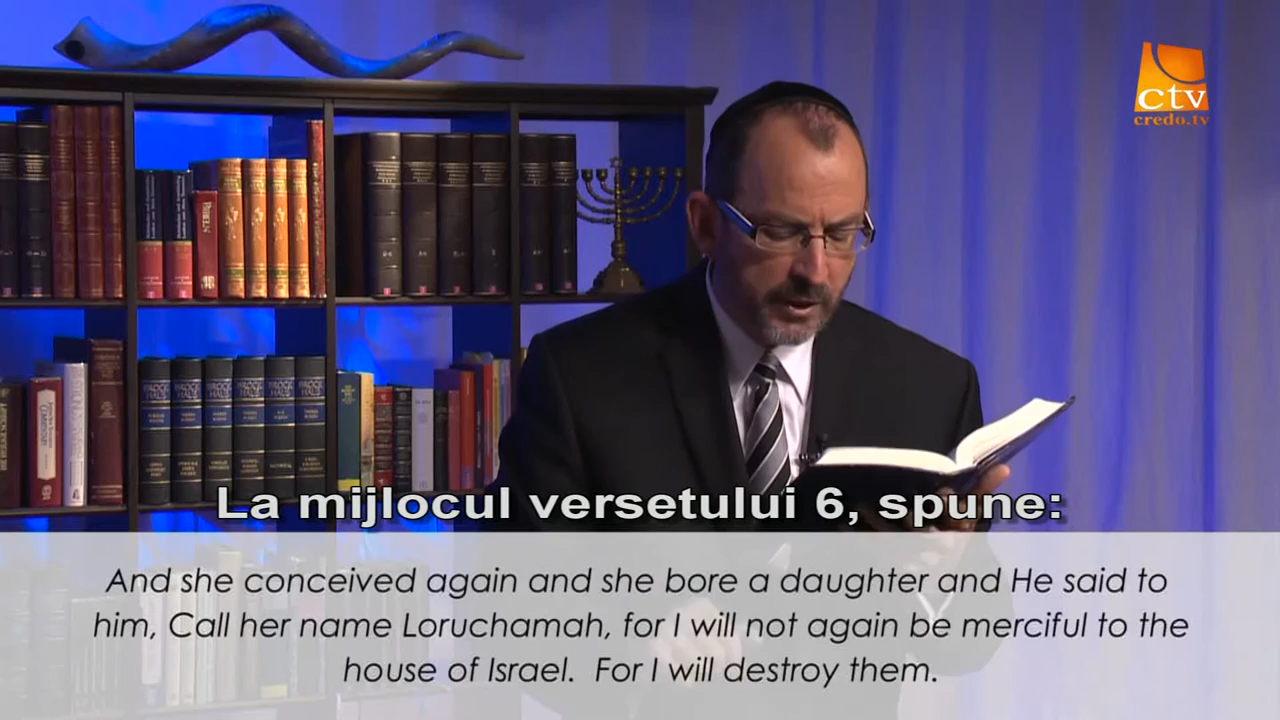 ctv
credo.tv
BIBELN
La mijlocul versetului 6, spune:
And she conceived again and she bore a daughter and He said to
him, Call her name Loruchamah, for I will not again be merciful to the
house of Israel.  For I will destroy them.